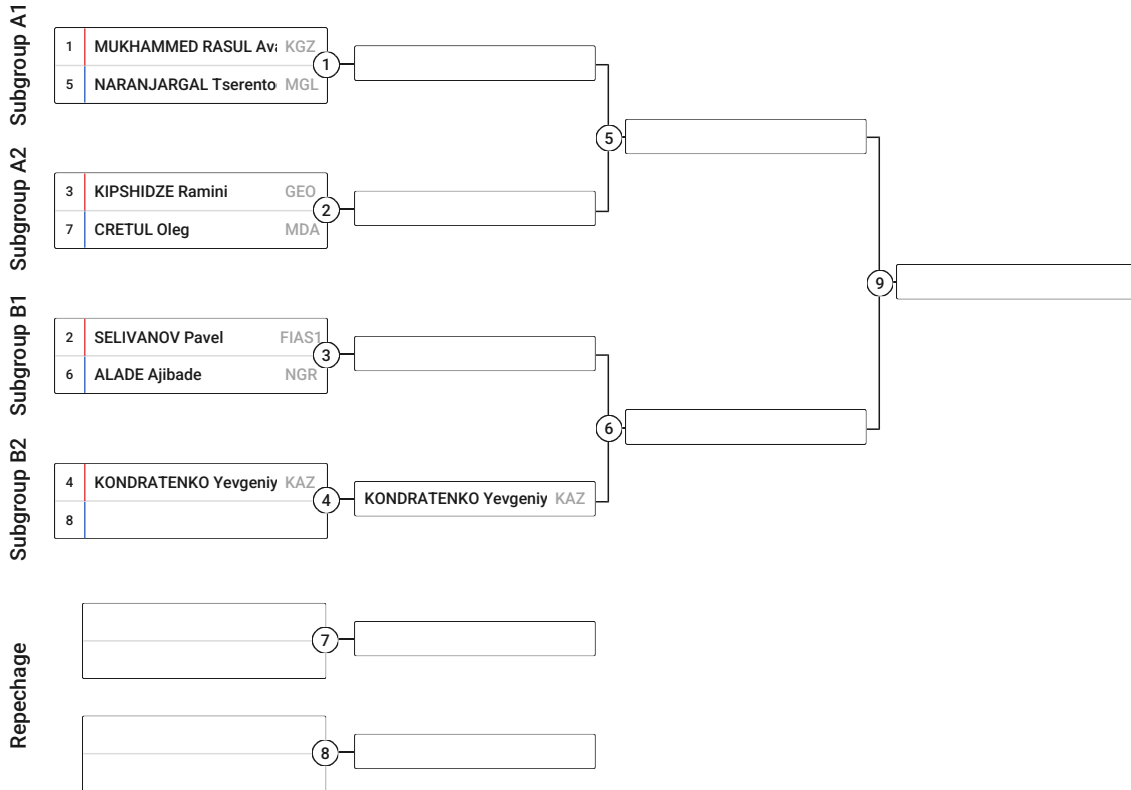 Subgroup A1
1 MUKHAMMED RASUL Ava KGZ
5 NARANJARGAL Tserento MGL
1
5
Subgroup A2
3 KIPSHIDZE Ramini GEO
7 CRETUL Oleg MDA
2
9
Subgroup B1
2 SELIVANOV Pavel FIAS1
6 ALADE Ajibade NGR
3
6
Subgroup B2
4 KONDRATENKO Yevgeniy KAZ
8
4
KONDRATENKO Yevgeniy KAZ
Repechage
7
8